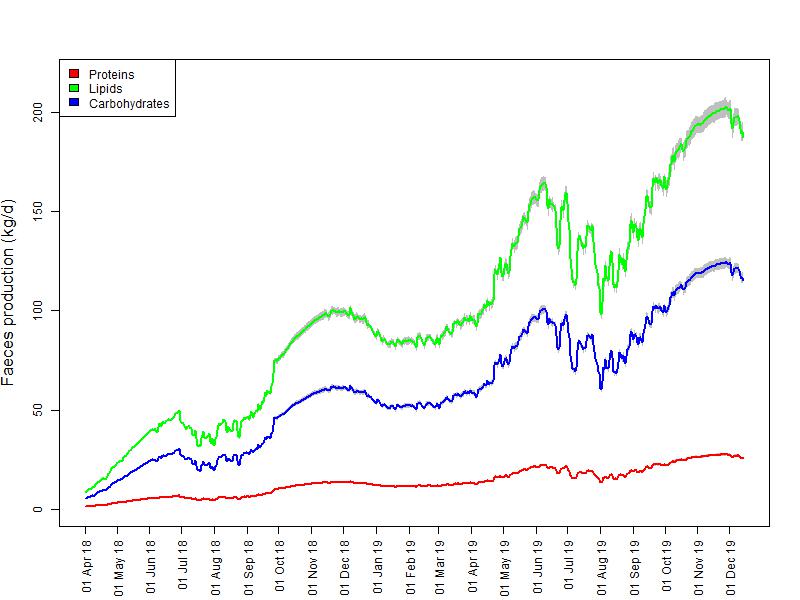 Proteins
Lipids
Carbohydrates
Faeces production (kg/d)
200
150
100
50
0
01 Apr 18
01 May 18
01 Jun 18
01 Jul 18
01 Aug 18
01 Sep 18
01 Oct 18
01 Nov 18
01 Dec 18
01 Jan 19
01 Feb 19
01 Mar 19
01 Apr 19
01 May 19
01 Jun 19
01 Jul 19
01 Aug 19
01 Sep 19
01 Oct 19
01 Nov 19
01 Dec 19